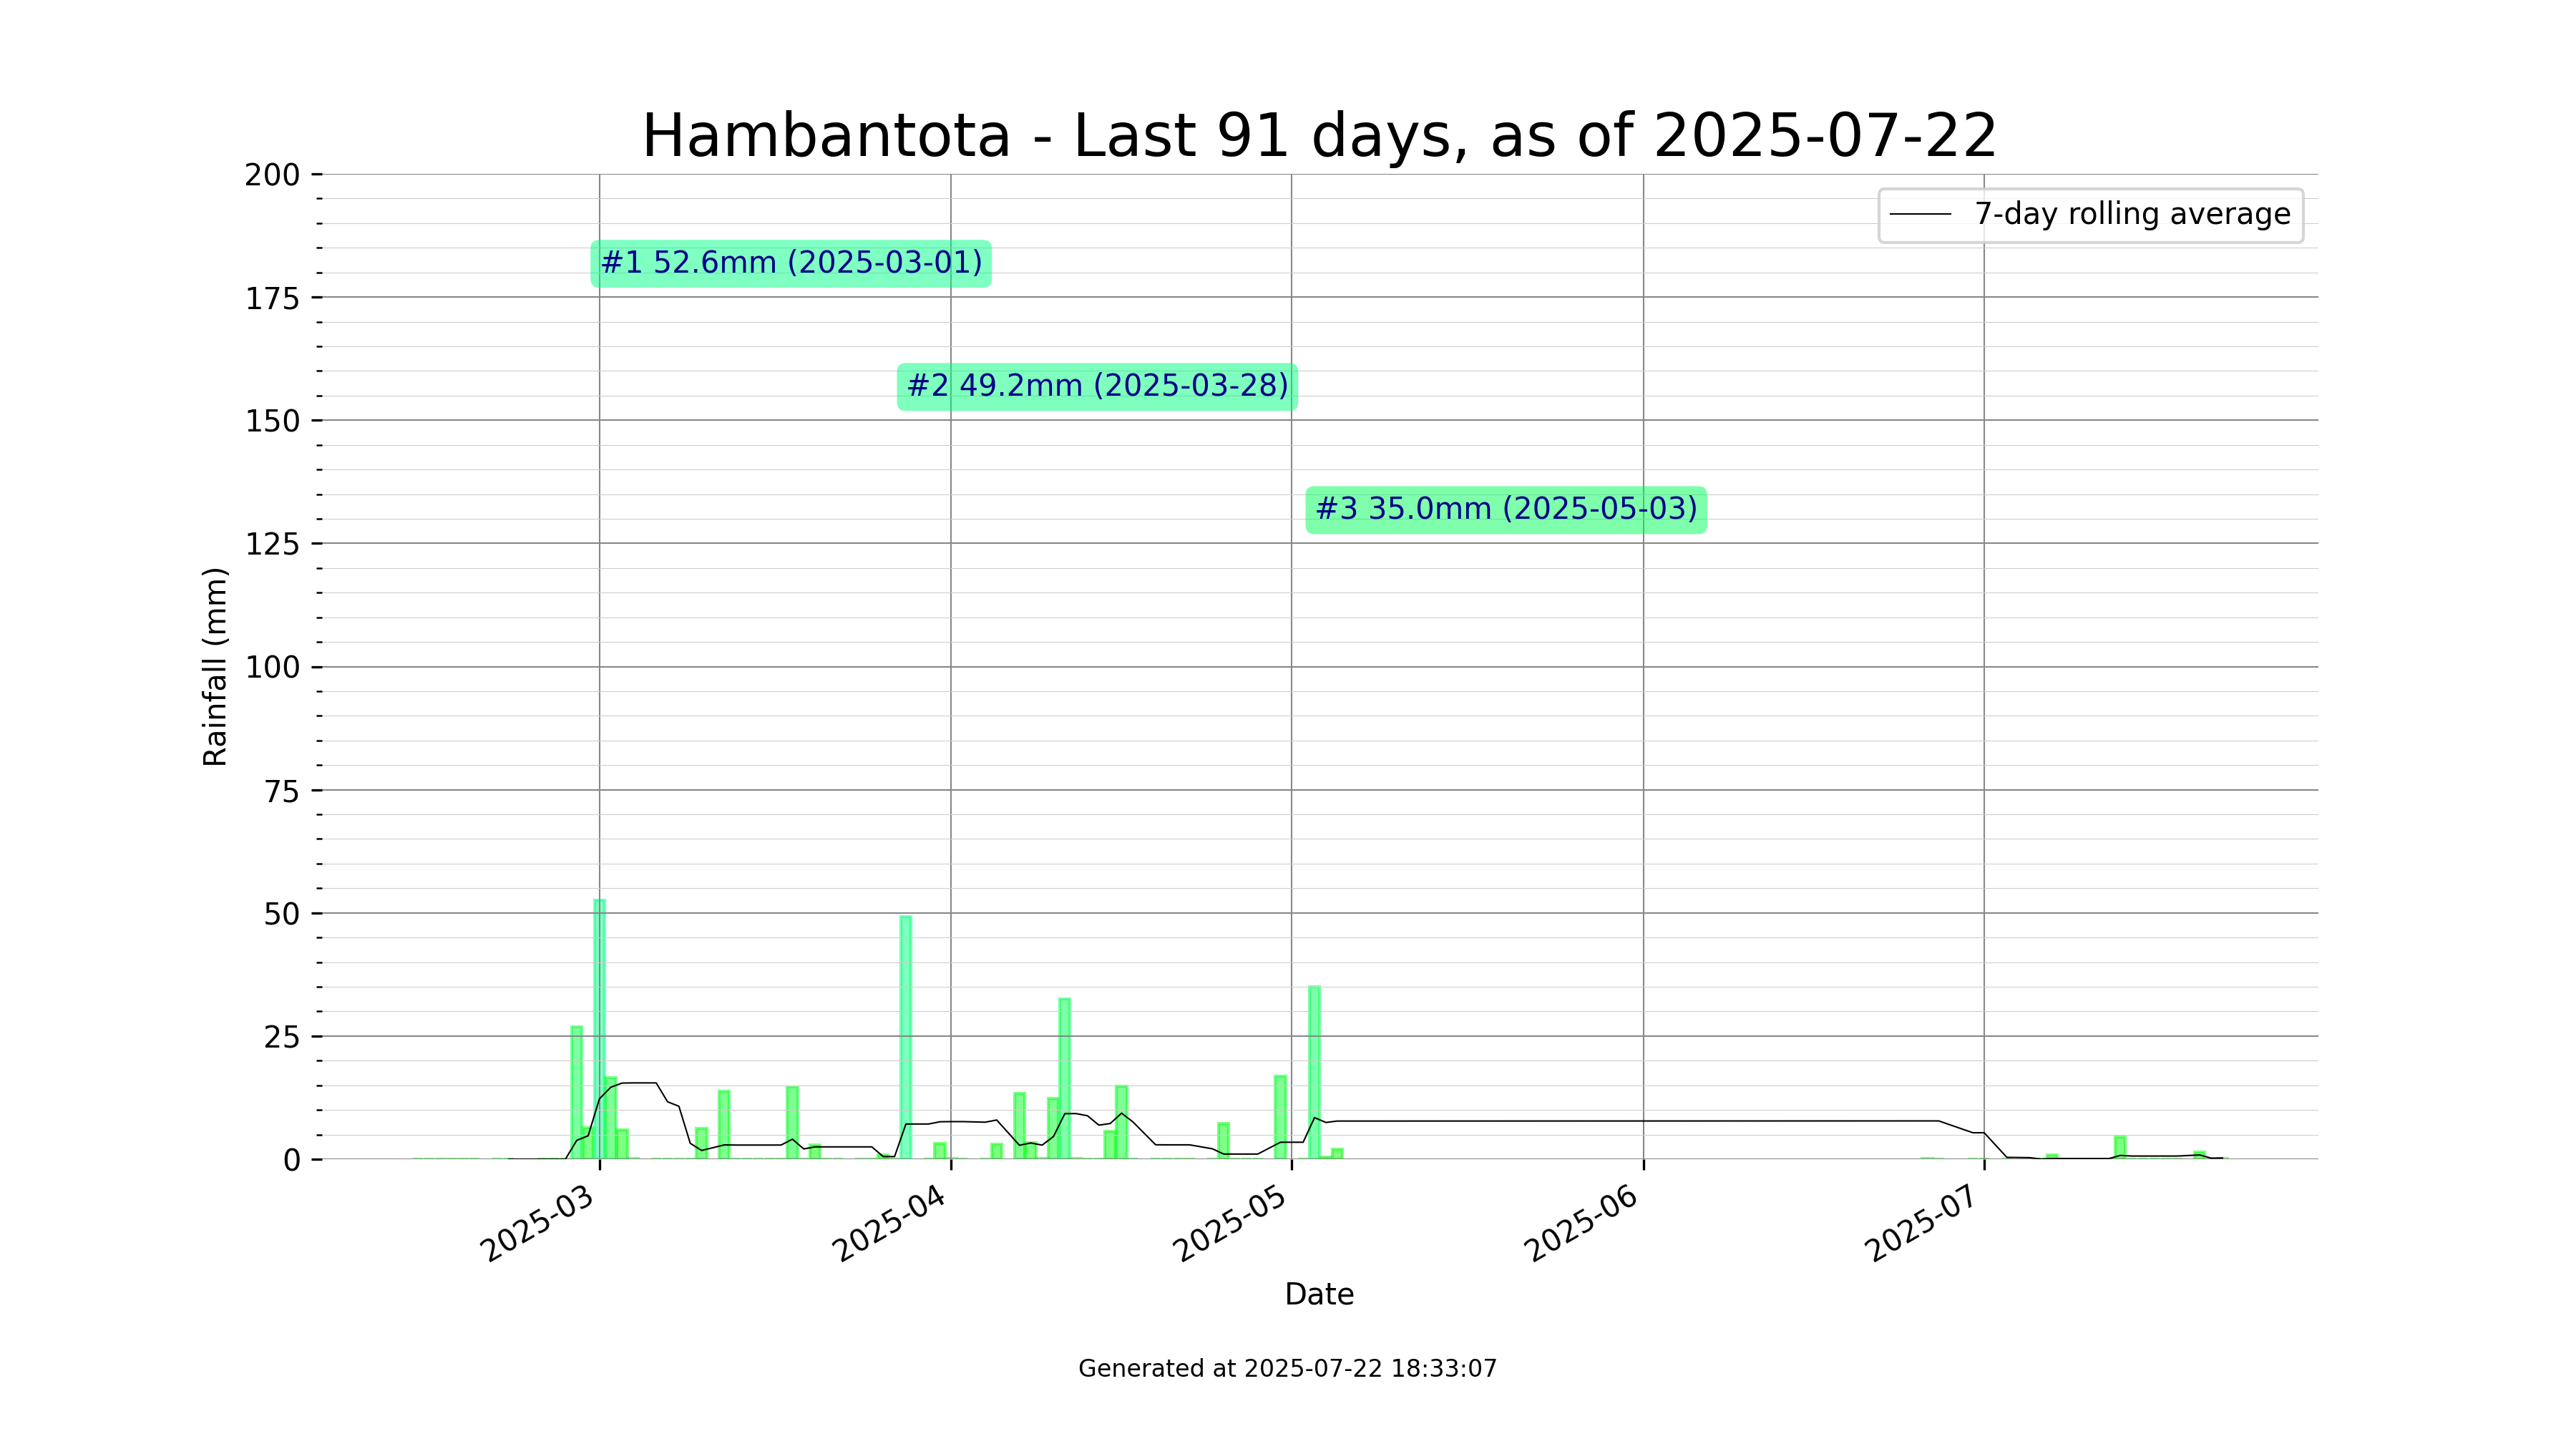 Hambantota - Last 91 days, as of 2025-07-22
200
175
150
125
100
75
50
25
0
Rainfall (mm)
7-day rolling average
#1 52.6mm (2025-03-01)
#2 49.2mm (2025-03-28)
#3 35.0mm (2025-05-03)
2025-03
2025-04
2025-05
2025-06
2025-07
Date
Generated at 2025-07-22 18:33:07